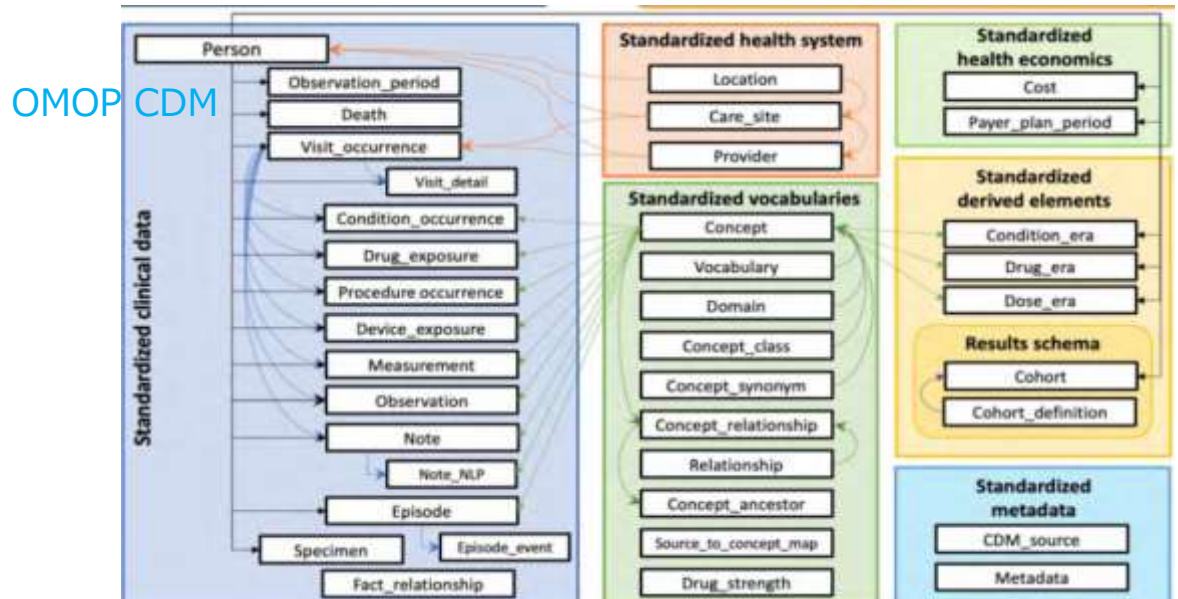 OMOP CDM
Standardized clinical data
Person
Observation_period
Death
Visit_occurrence
Visit_detail
Condition_occurrence
Drug_exposure
Procedure occurrence
Device_exposure
Measurement
Observation
Note
Note_NLP
Episode
Specimen
Episode_event
Fact_relationship
Standardized health system
Location
Care_site
Provider
Standardized vocabularies
Concept
Vocabulary
Domain
Concept_class
Concept_synonym
Concept_relationship
Relationship
Concept_ancestor
Source_to_concept_map
Drug_strength
Standardized
health economics
Cost
Payer_plan_period
Standardized
derived elements
Condition_era
Drug_era
Dose_era
Results schema
Cohort
Cohort_definition
Standardized
metadata
CDM_source
Metadata